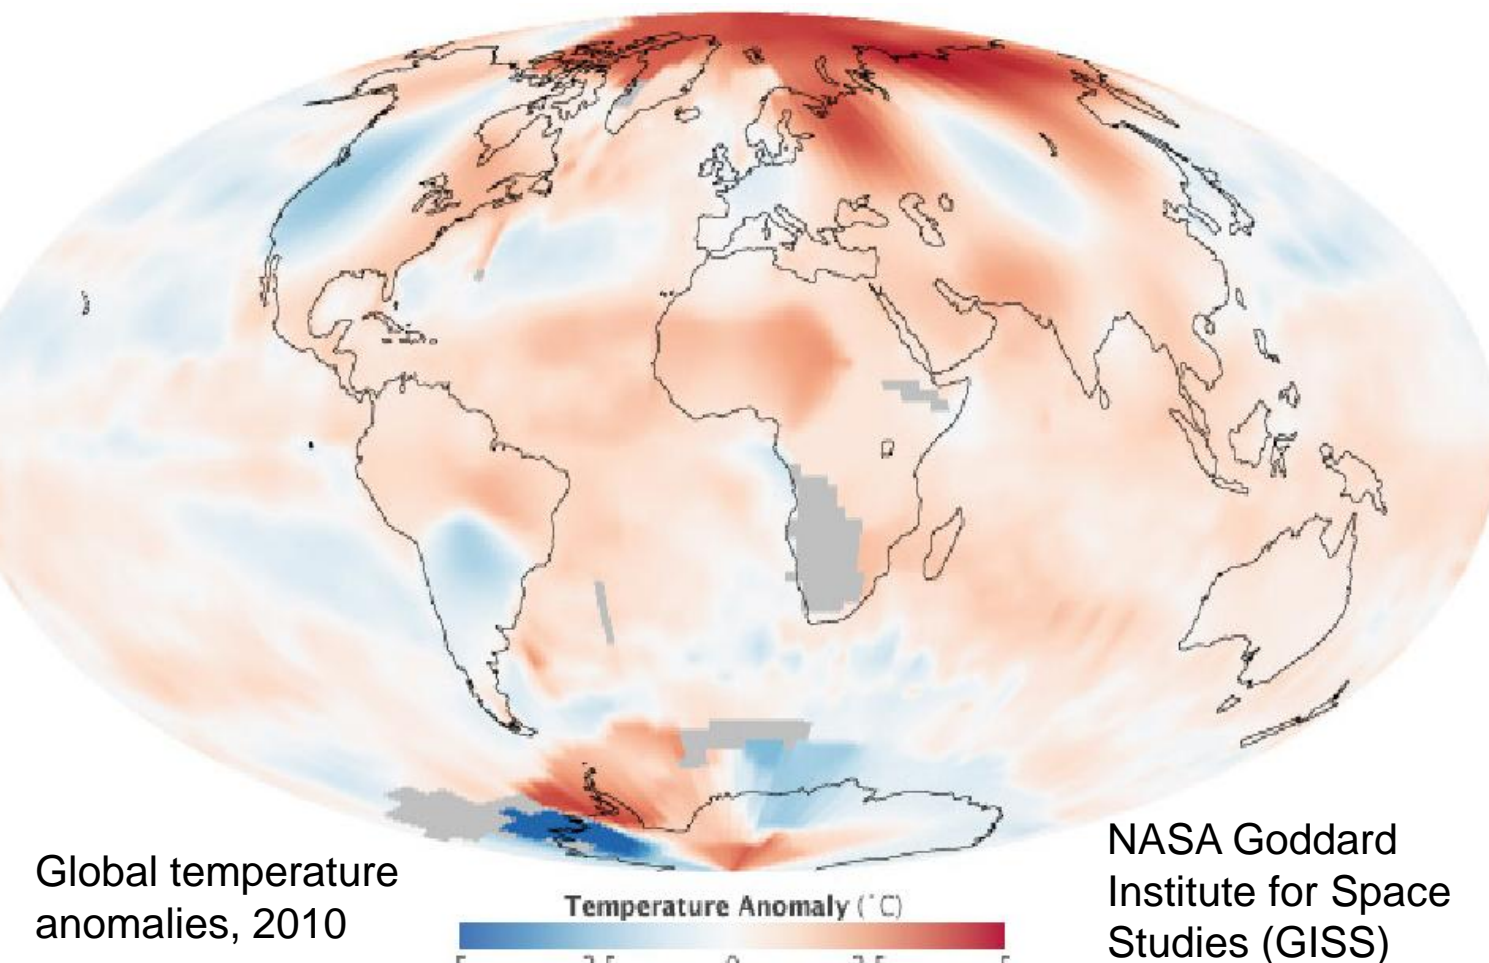 Global temperature
anomalies, 2010
Temperature Anomaly (°C)
NASA Goddard
Institute for Space
Studies (GISS)